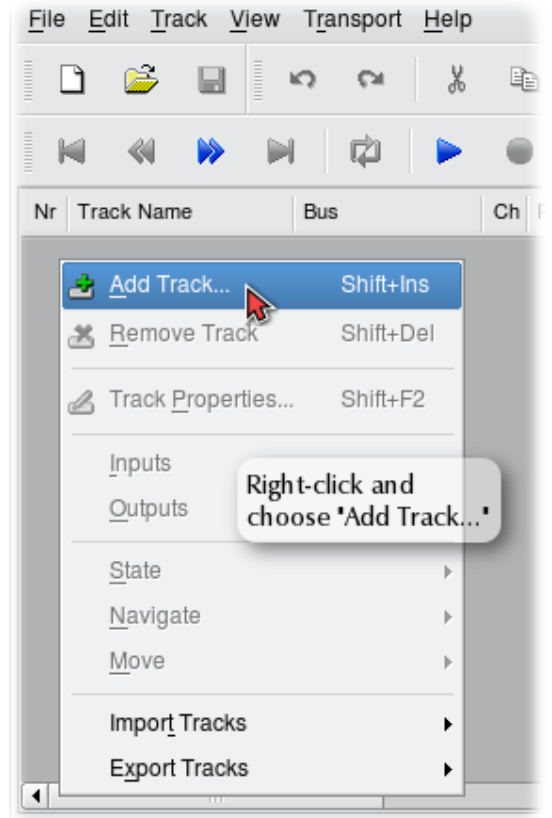 File Edit Track View Transport Help
Nr Track Name Bus Ch
Add Track... Shift+Ins
Remove Track Shift+Del
Track Properties... Shift+F2
Inputs
Outputs
Right-click and
choose "Add Track..."
State
Navigate
Move
Import Tracks
Export Tracks